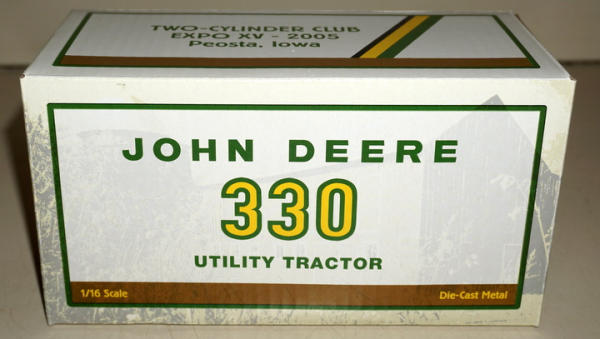 TWO-CYLINDER CLUB
EXPO XV - 2005
Peosta, Iowa
JOHN DEERE
330
UTILITY TRACTOR
1/16 Scale
Die-Cast Metal